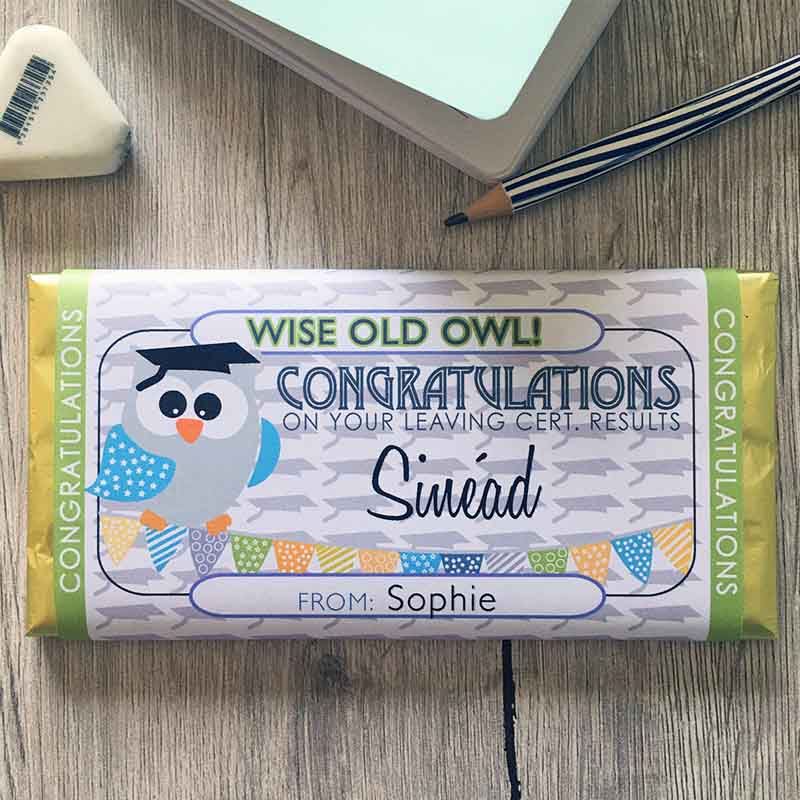 WISE OLD OWL!
CONGRATULATIONS
ON YOUR LEAVING CERT. RESULTS
Sinéad
FROM: Sophie
CONGRATULATIONS
CONGRATULATIONS